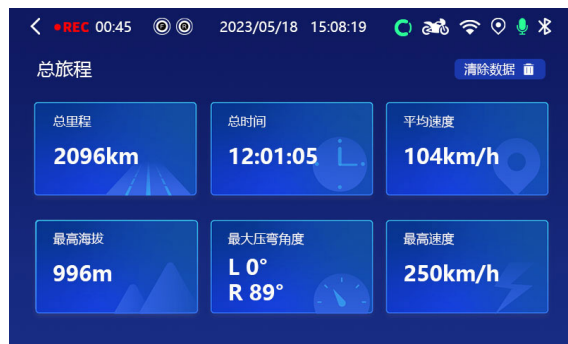 REC 00:45 2023/05/18 15:08:19
总旅程
清除数据
总里程
2096km
总时间
12:01:05
平均速度
104km/h
最高海拔
996m
最大压弯角度
L 0°
R 89°
最高速度
250km/h